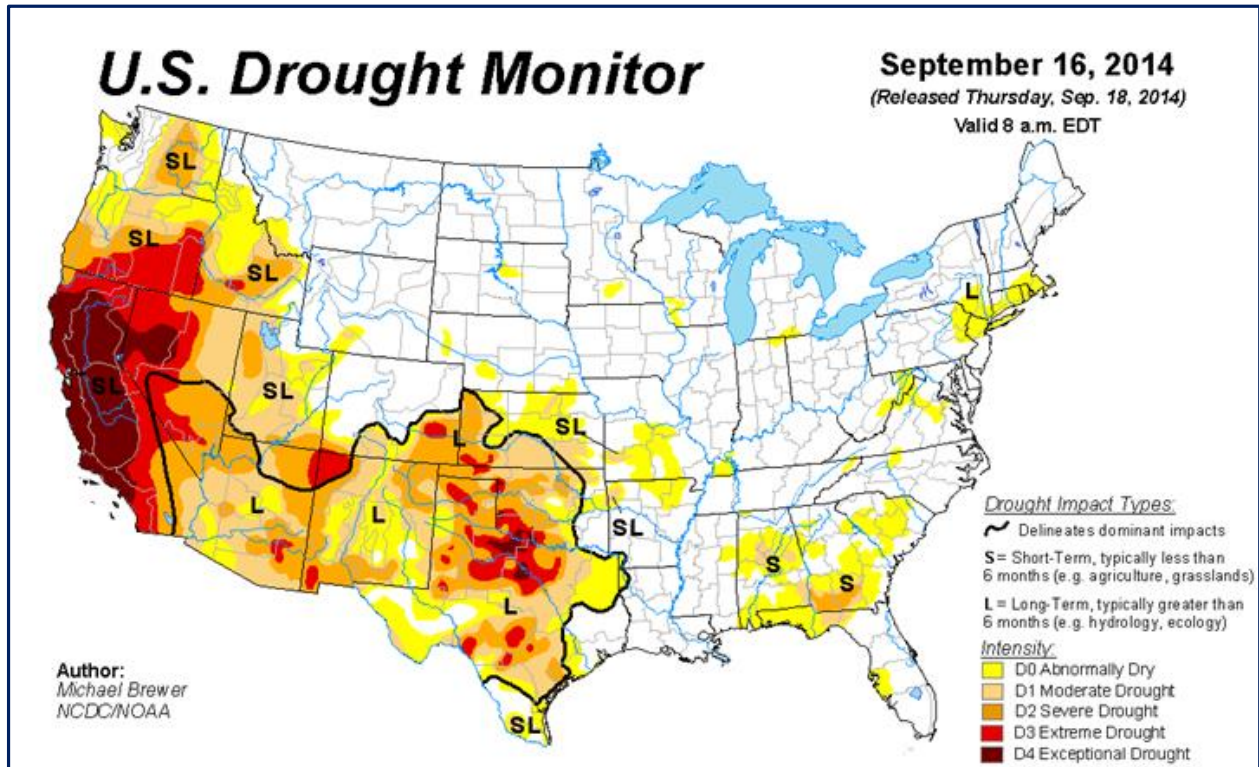 U.S. Drought Monitor
September 16, 2014
(Released Thursday, Sep. 18, 2014)
Valid 8 a.m. EDT
SL
SL
SL
L
SL
SL
SL
L
L
L
SL
S
S
L
SL
Drought Impact Types:
Delineates dominant impacts
S = Short-Term, typically less than
6 months (e.g. agriculture, grasslands)
L = Long-Term, typically greater than
6 months (e.g. hydrology, ecology)
Intensity:
D0 Abnormally Dry
D1 Moderate Drought
D2 Severe Drought
D3 Extreme Drought
D4 Exceptional Drought
Author:
Michael Brewer
NCDC/NOAA